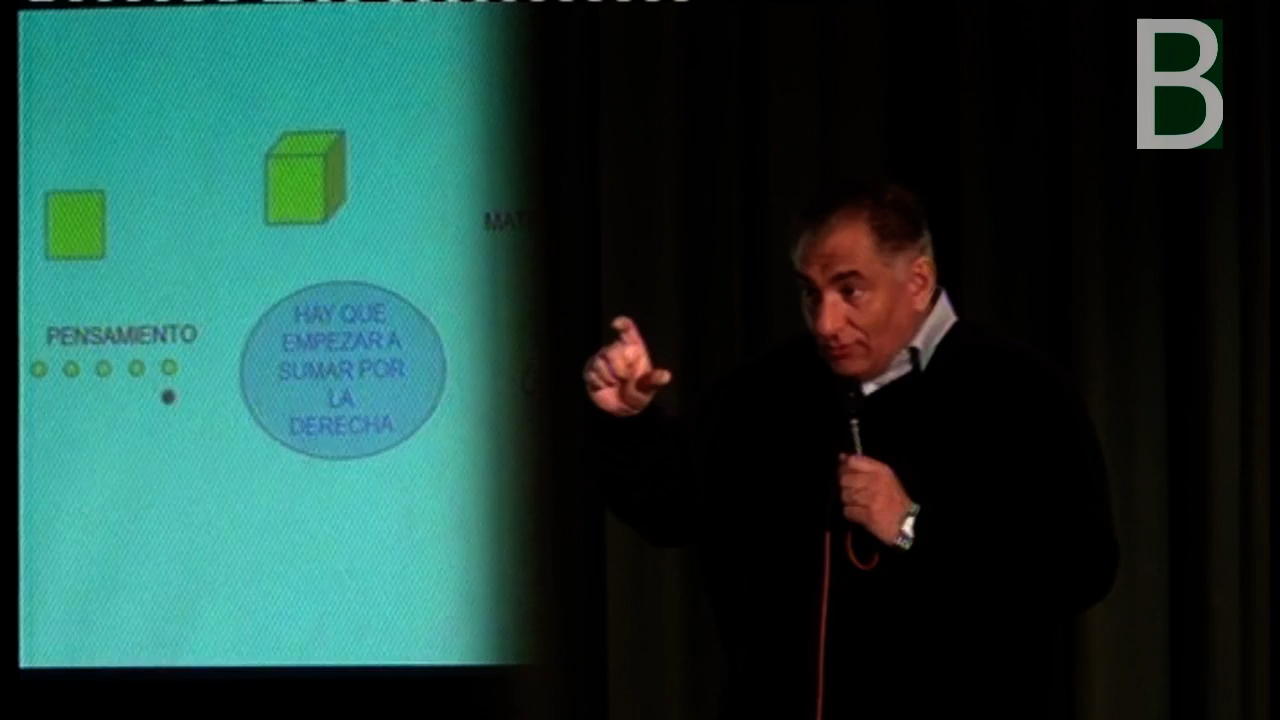 B
PENSAMIENTO
HAY QUE
EMPEZAR A
SUMAR POR
LA
DERECHA